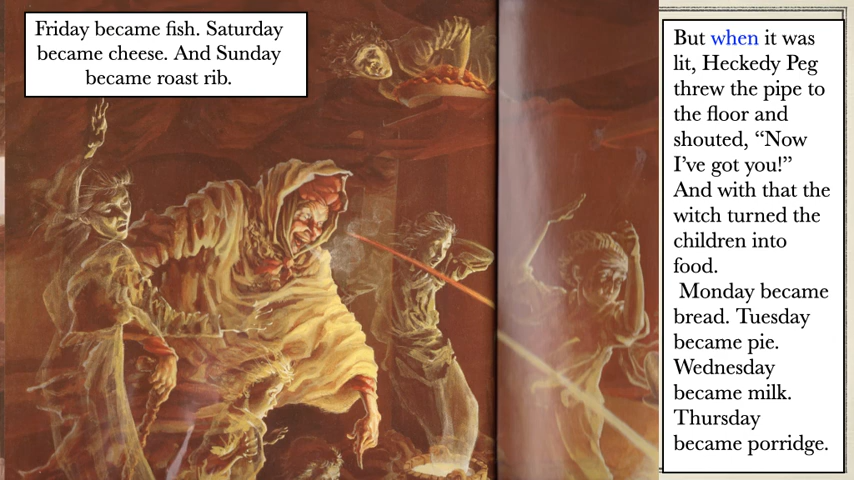 Friday became fish. Saturday
became cheese. And Sunday
became roast rib.
But when it was
lit, Heckedy Peg
threw the pipe to
the floor and
shouted, “Now
I’ve got you!”
And with that the
witch turned the
children into
food.
Monday became
bread. Tuesday
became pie.
Wednesday
became milk.
Thursday
became porridge.